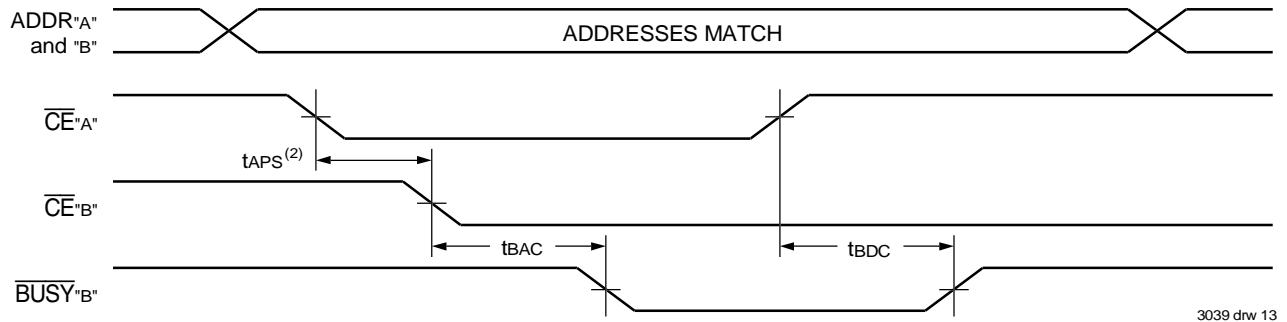 ADDR"A"
and "B"
ADDRESSES MATCH
CE"A"
tAPS(2)
CE"B"
tBAC
tBDC
BUSY"B"
3039 drw 13